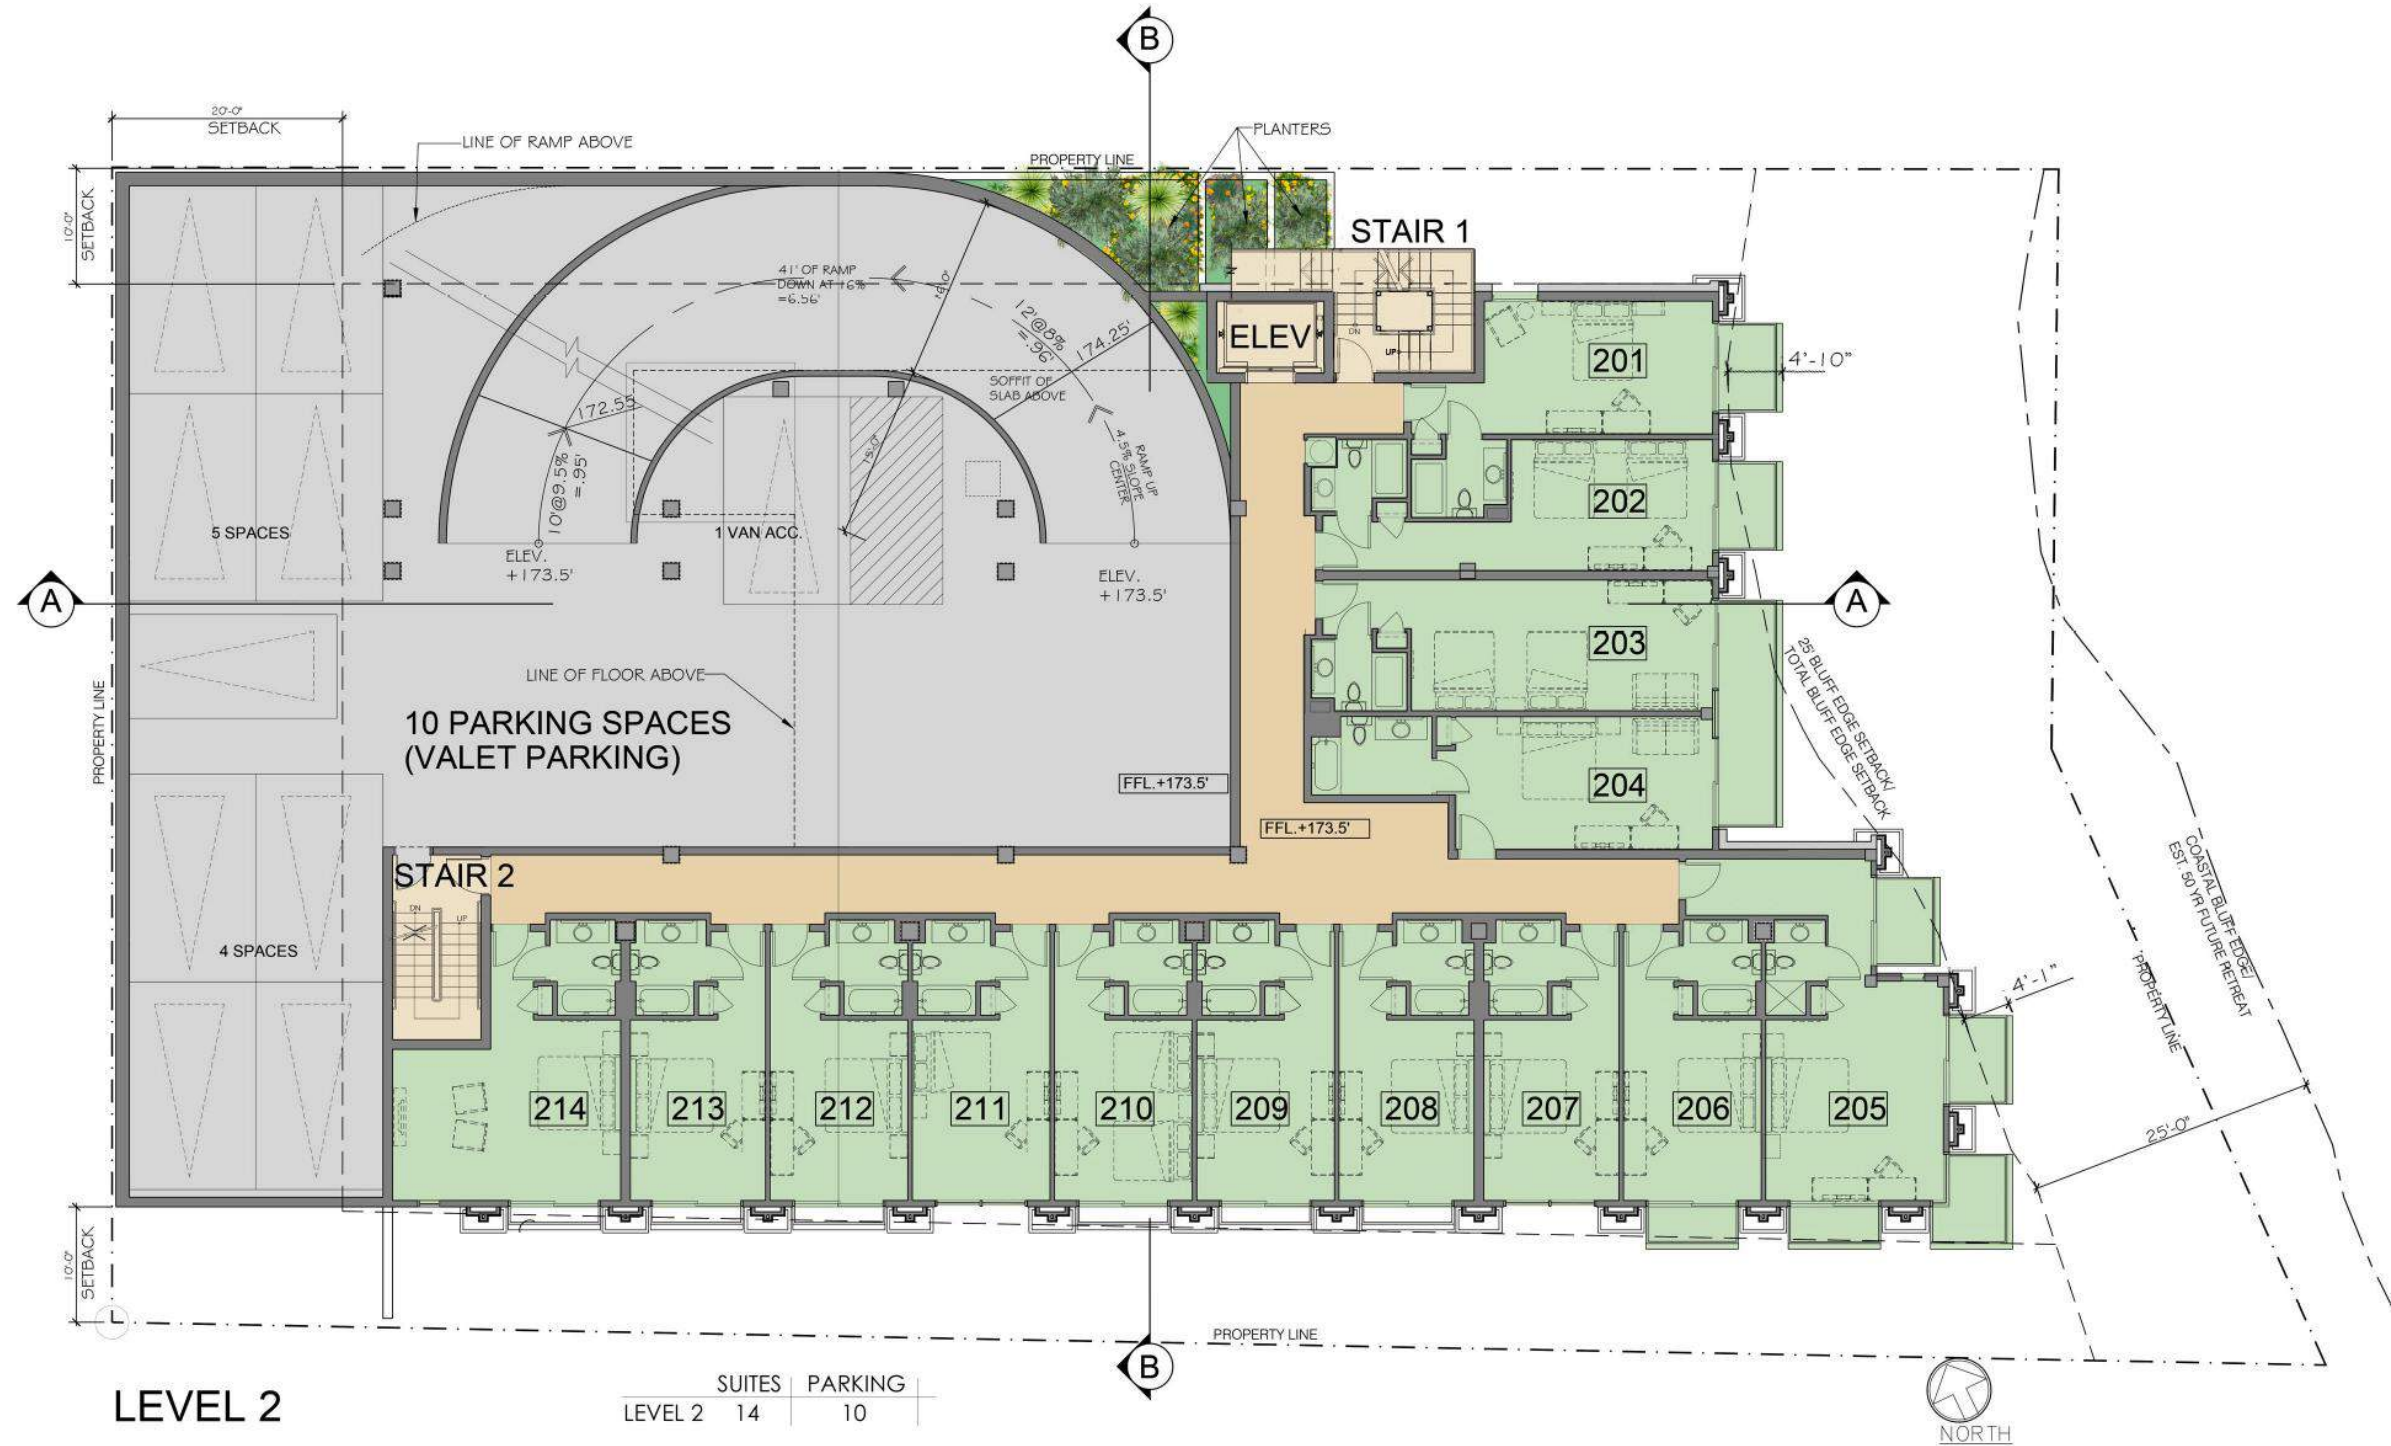 B
20'-0"
SETBACK
LINE OF RAMP ABOVE
PLANTERS
PROPERTY LINE
10'-0"
SETBACK
STAIR 1
41' OF RAMP
DOWN AT 16%
=6.56'
12'@8%
=.96'
174.25'
ELEV
DN
UP
201
4'-10"
SOFFIT OF
SLAB ABOVE
172.55
15'-0"
RAMP UP
4.5% SLOPE
CENTER
10'@9.5%
=.95'
202
5 SPACES
1 VAN ACC.
ELEV.
+173.5'
ELEV.
+173.5'
A
A
203
25' BLUFF EDGE SETBACK/
TOTAL BLUFF EDGE SETBACK
LINE OF FLOOR ABOVE
PROPERTY LINE
10 PARKING SPACES
(VALET PARKING)
FFL.+173.5'
204
FFL.+173.5'
COASTAL BLUFF EDGE/
EST. 50 YR FUTURE RETREAT
STAIR 2
DN
UP
4 SPACES
4'-1"
PROPERTY LINE
214
213
212
211
210
209
208
207
206
205
25'-0"
10'-0"
SETBACK
PROPERTY LINE
B
LEVEL 2
SUITES PARKING
LEVEL 2 14 10
NORTH